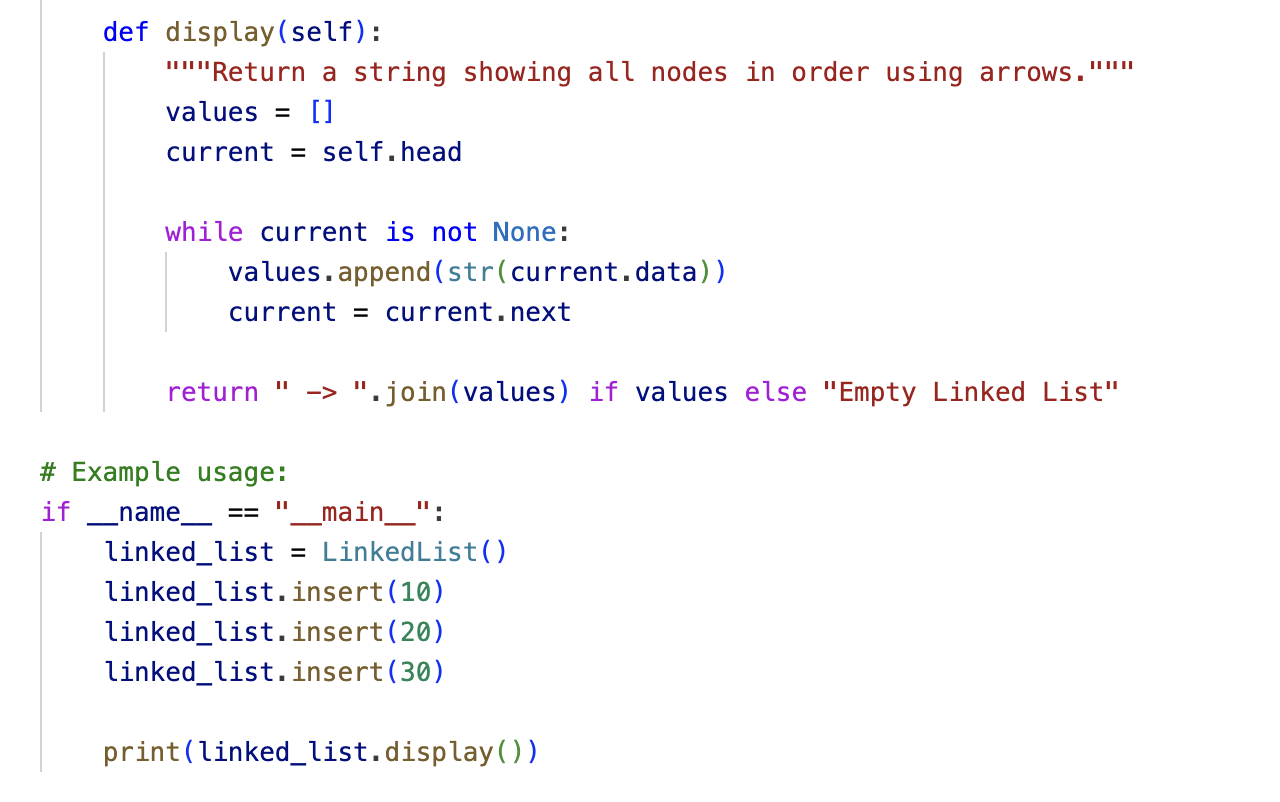 def display(self):
        """Return a string showing all nodes in order using arrows."""
        values = []
        current = self.head

        while current is not None:
            values.append(str(current.data))
            current = current.next

        return " -> ".join(values) if values else "Empty Linked List"

# Example usage:
if __name__ == "__main__":
    linked_list = LinkedList()
    linked_list.insert(10)
    linked_list.insert(20)
    linked_list.insert(30)

    print(linked_list.display())